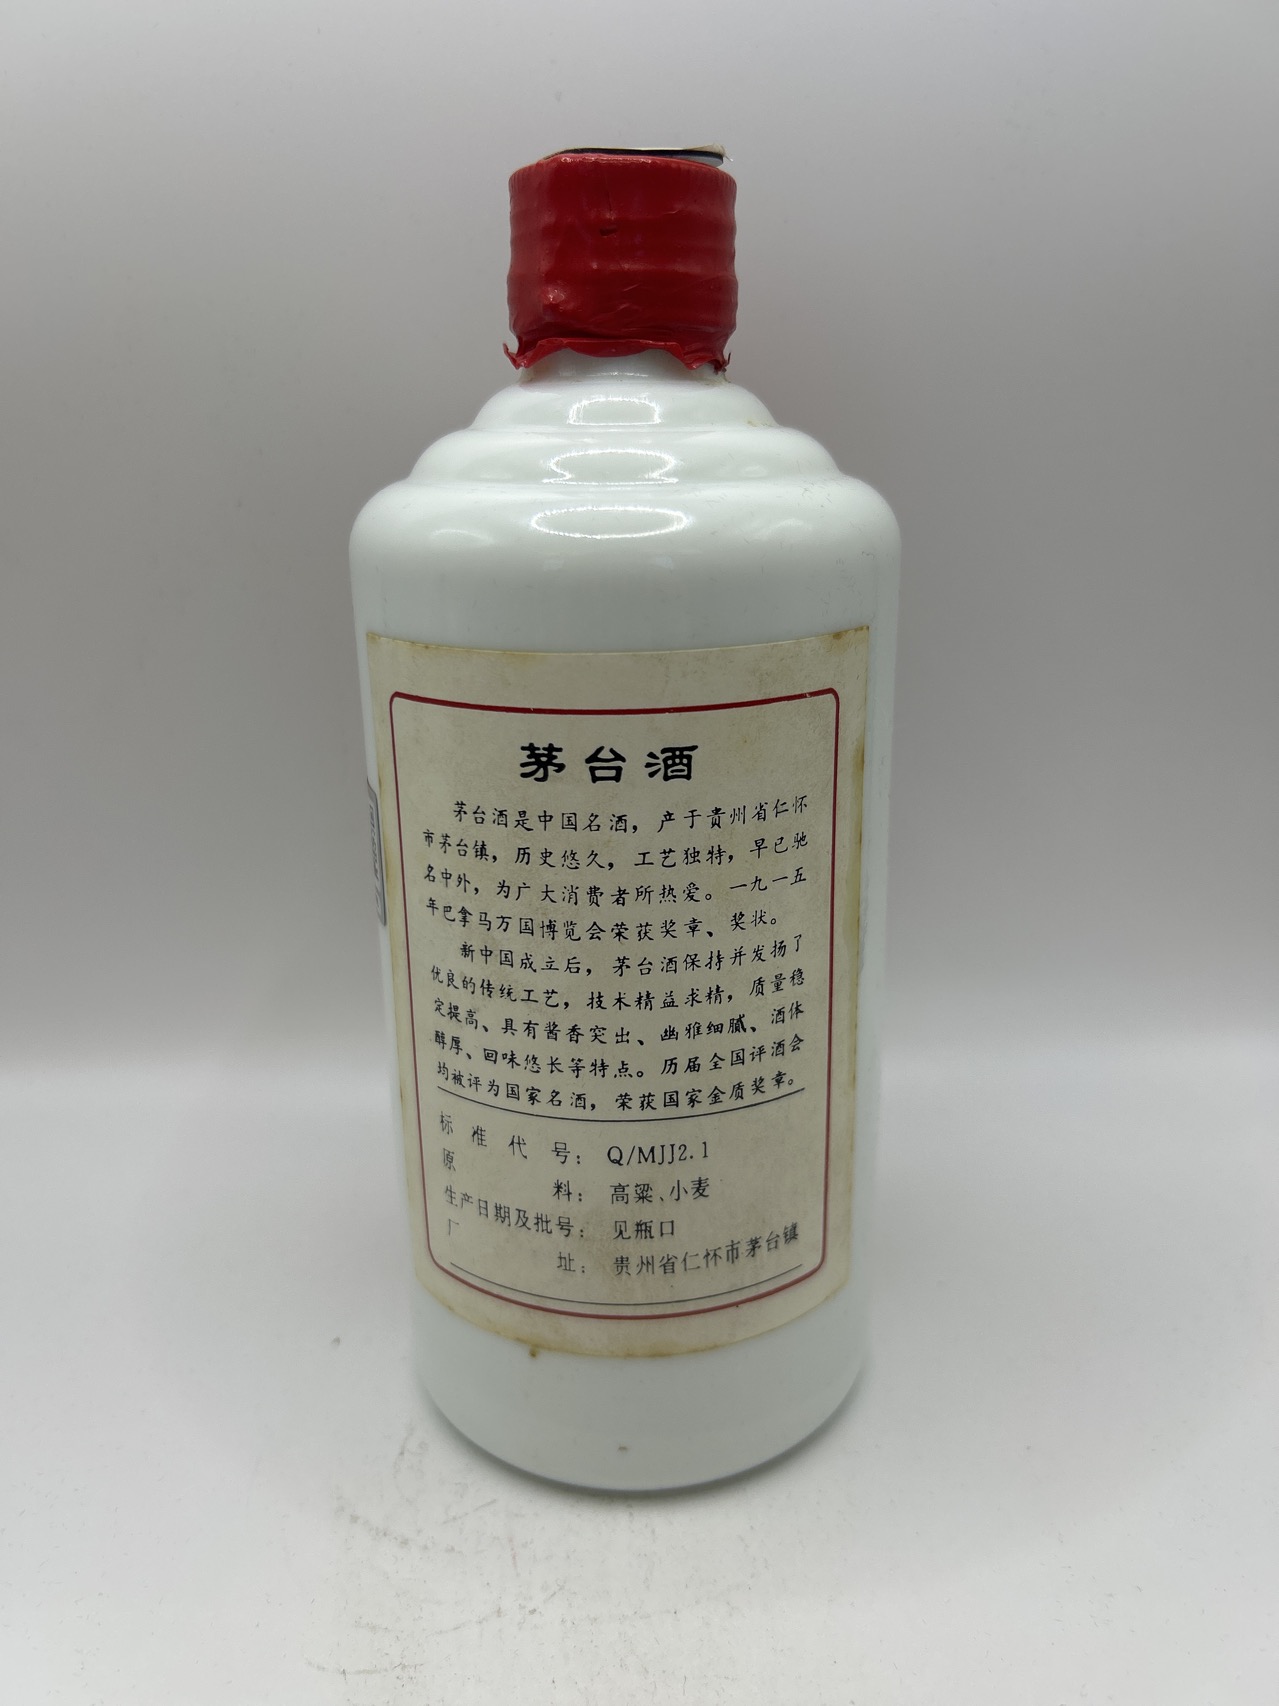 茅台酒
茅台酒是中国名酒，产于贵州省仁怀
市茅台镇，历史悠久，工艺独特，早已驰
名中外，为广大消费者所热爱。一九一五
年巴拿马万国博览会荣获奖章、奖状。
新中国成立后，茅台酒保持并发扬了
优良的传统工艺，技术精益求精，质量稳
定提高、具有酱香突出、幽雅细腻、酒体
醇厚、回味悠长等特点。历届全国评酒会
均被评为国家名酒，荣获国家金质奖章。
标准代号：Q/MJJ2.1
原料：高粱、小麦
生产日期及批号：见瓶口
厂址：贵州省仁怀市茅台镇